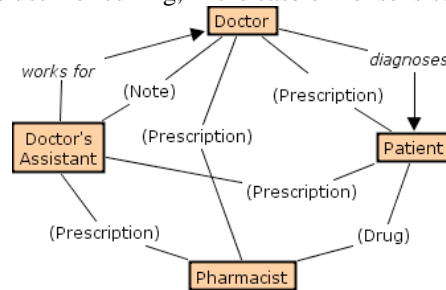 Doctor
works for
diagnoses
(Note)
(Prescription)
(Prescription)
Doctor's
Assistant
Patient
(Prescription)
(Prescription)
(Drug)
Pharmacist